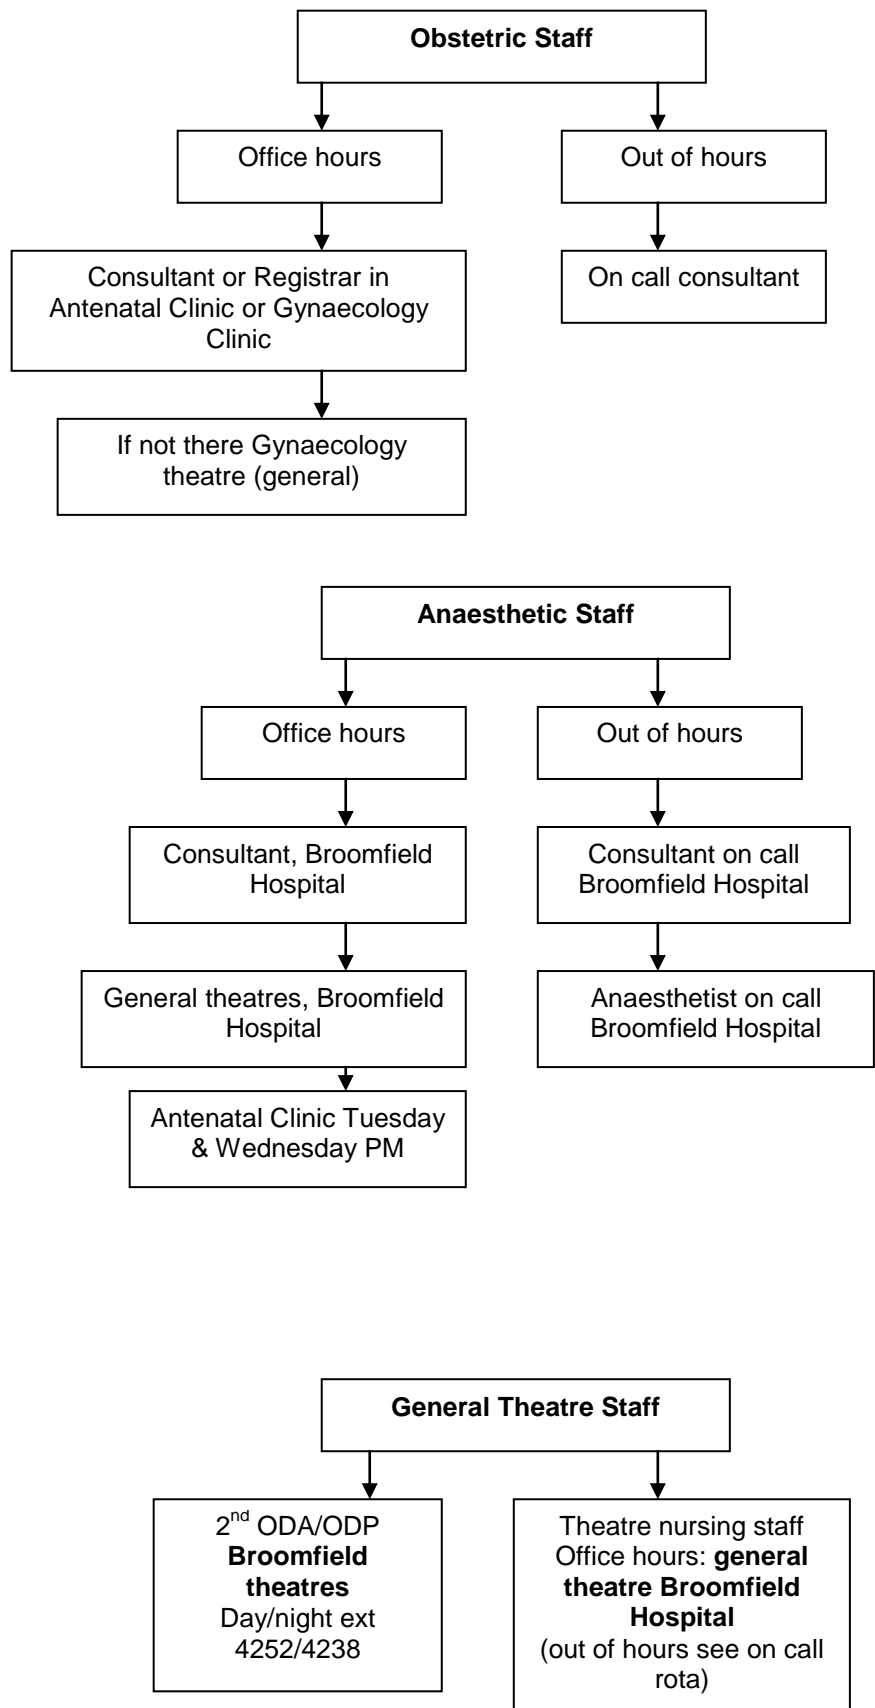 Obstetric Staff
Office hours
Out of hours
Consultant or Registrar in
Antenatal Clinic or Gynaecology
Clinic
On call consultant
If not there Gynaecology
theatre (general)
Anaesthetic Staff
Office hours
Out of hours
Consultant, Broomfield
Hospital
Consultant on call
Broomfield Hospital
General theatres, Broomfield
Hospital
Anaesthetist on call
Broomfield Hospital
Antenatal Clinic Tuesday
& Wednesday PM
General Theatre Staff
2nd ODA/ODP
Broomfield
theatres
Day/night ext
4252/4238
Theatre nursing staff
Office hours: general
theatre Broomfield
Hospital
(out of hours see on call
rota)